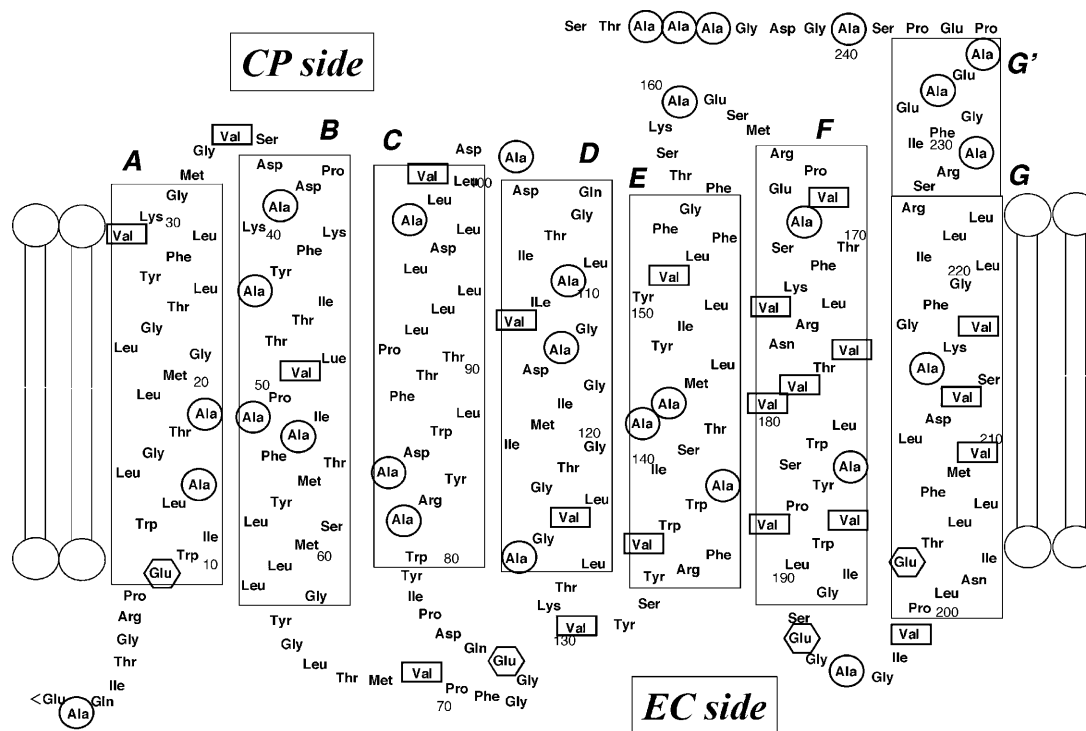 CP side
Ser Thr Ala Ala Ala Gly Asp Gly Ala Ser Pro Glu Pro
240
G'
Ala
Glu
Ala
Glu
Gly
Phe
230
Ile
Ala
Arg
Ser
G
Arg
Leu
Leu
Ile
220
Leu
Gly
Phe
Gly
Val
Lys
Ala
Ser
Val
Asp
Leu
210
Val
Met
Phe
Leu
Leu
Thr
Glu
Ile
Asn
Leu
Pro
200
Val
Ile
Gly
Ala
Gly
Glu
Ser
F
Arg
Pro
Glu
Val
Ala
170
Ser
Thr
Phe
Lys
Val
Leu
Arg
Asn
Val
Thr
Val
Val
180
Leu
Trp
Ser
Ala
Tyr
Pro
Val
Val
Trp
Leu
190
Ile
Gly
160
Ala
Glu
Ser
Met
Lys
Ser
Thr
Phe
E
Gly
Phe
Phe
Leu
Val
Tyr
150
Leu
Ile
Tyr
Leu
Met
Ala
Ala
Thr
140
Ser
Ile
Ala
Trp
Trp
Val
Phe
Arg
Tyr
Ser
Tyr
Val
130
Lys
Thr
D
Asp
Gln
Gly
Thr
Ile
Leu
Ala
110
ILe
Val
Gly
Ala
Asp
Gly
Ile
Met
120
Ile
Gly
Thr
Gly
Leu
Val
Gly
Ala
Leu
Asp
Ala
C
Val
Leu
100
Leu
Ala
Leu
Asp
Leu
Leu
Leu
Leu
Pro
Thr
90
Thr
Phe
Leu
Trp
Asp
Ala
Tyr
Arg
Ala
Trp
80
Tyr
Ile
Pro
Asp
Gln
Glu
Gly
Gly
Phe
Pro
70
Val
Met
Thr
Leu
Gly
Tyr
B
Val
Ser
Asp
Pro
Asp
Ala
Lys
40
Lys
Phe
Tyr
Ala
Ile
Thr
Thr
Lue
Val
50
Pro
Ala
Ile
Ala
Phe
Thr
Met
Tyr
Leu
Ser
Met
60
Leu
Leu
Gly
A
Gly
Met
Gly
Lys
30
Val
Leu
Phe
Tyr
Leu
Thr
Gly
Leu
Gly
Met
20
Leu
Ala
Thr
Gly
Leu
Ala
Leu
Trp
Ile
Trp
10
Glu
Pro
Arg
Gly
Thr
Ile
Gln
Ala
<Glu
EC side